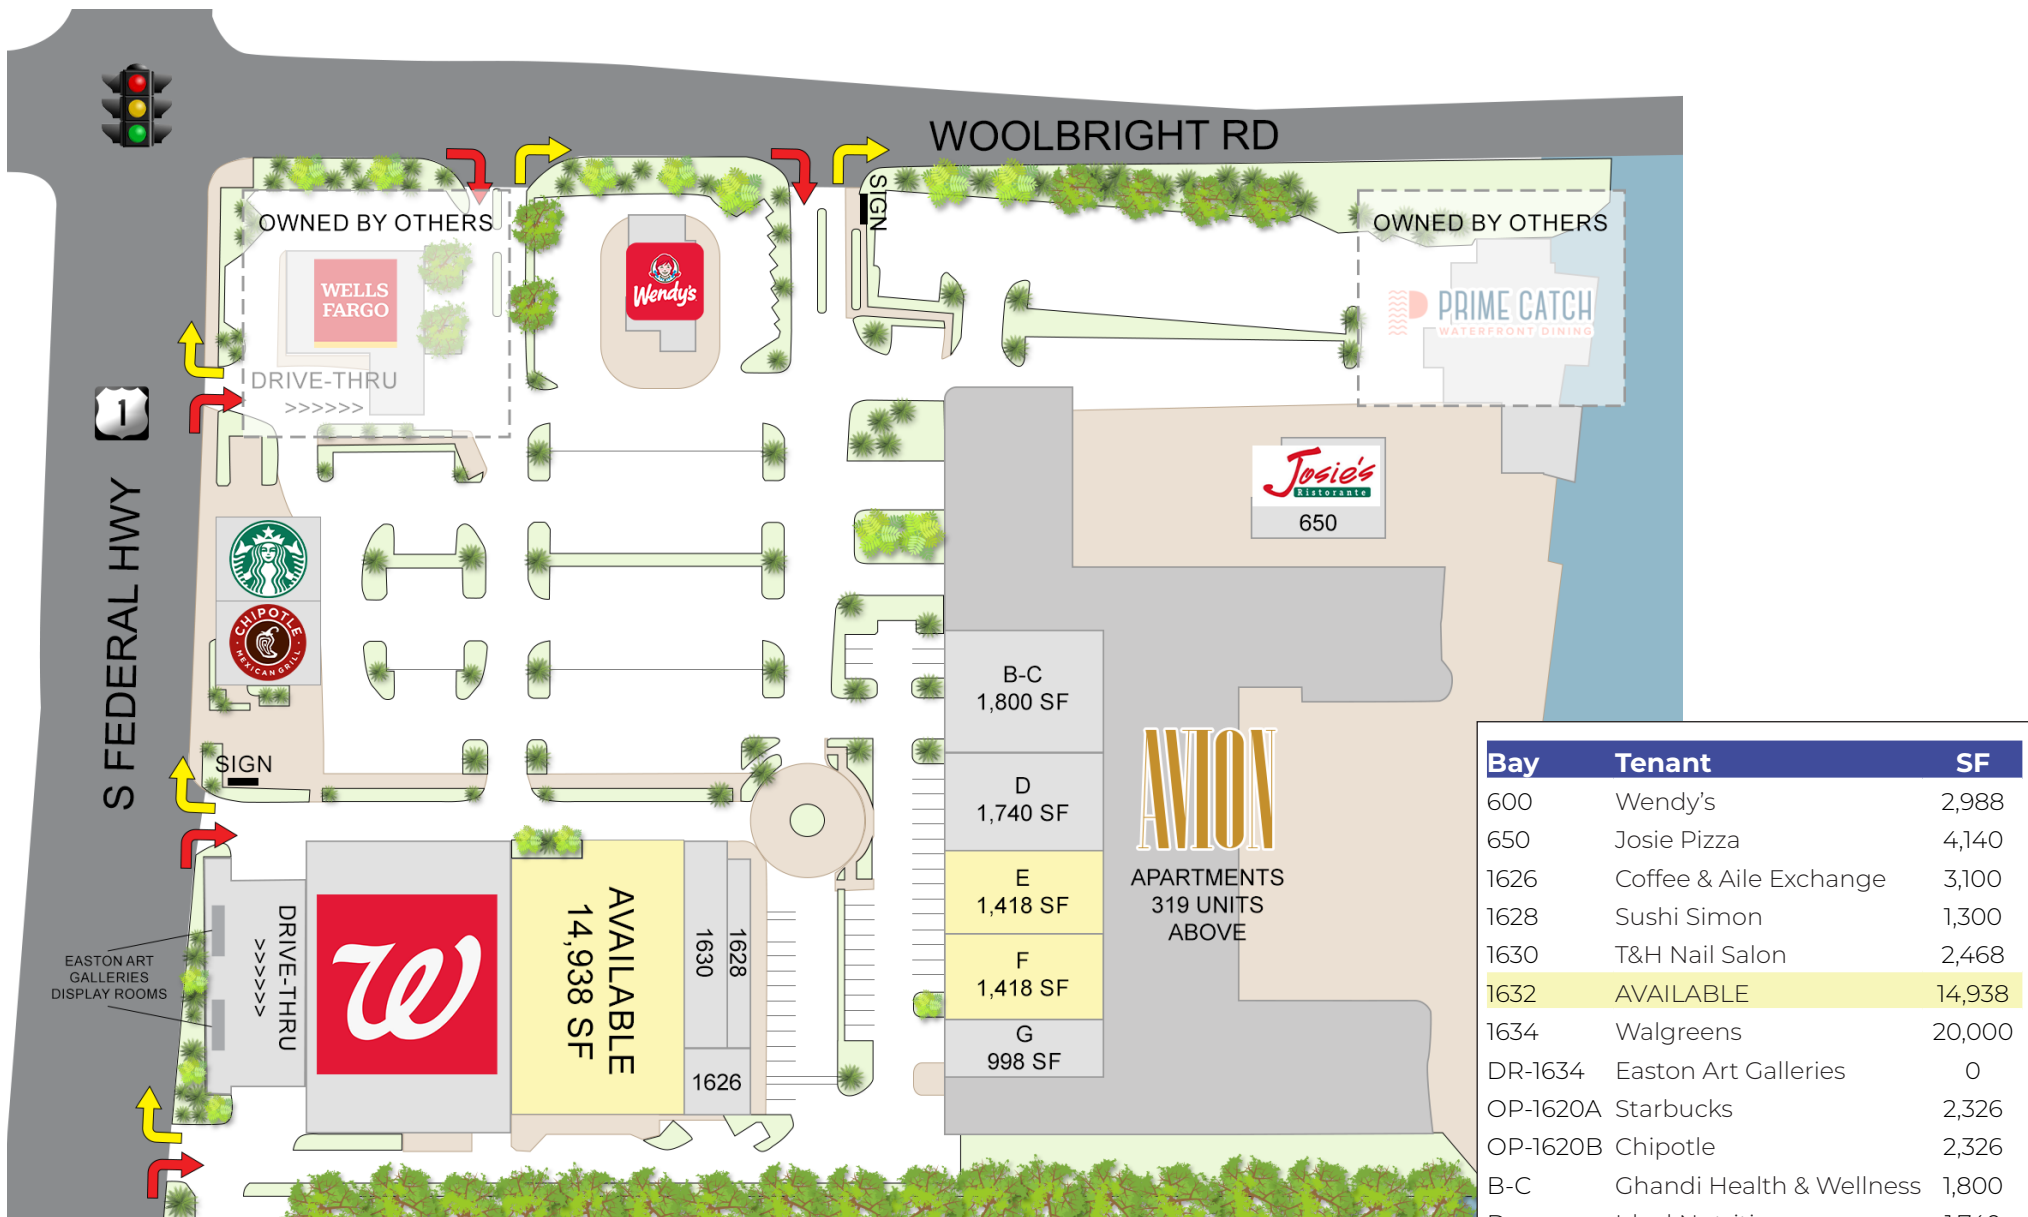 WOOLBRIGHT RD
SIGN
OWNED BY OTHERS
WELLS
FARGO
DRIVE-THRU
>>>>>>
Wendy's
OWNED BY OTHERS
PRIME CATCH
WATERFRONT DINING
1
S FEDERAL HWY
Josie's
Ristorante
650
CHIPOTLE
MEXICAN GRILL
SIGN
B-C
1,800 SF
D
1,740 SF
E
1,418 SF
F
1,418 SF
G
998 SF
AVION
APARTMENTS
319 UNITS
ABOVE
EASTON ART
GALLERIES
DISPLAY ROOMS
DRIVE-THRU
>>>>>>
W
AVAILABLE
14,938 SF
1630
1628
1626
Bay Tenant SF
600 Wendy’s 2,988
650 Josie Pizza 4,140
1626 Coffee & Aile Exchange 3,100
1628 Sushi Simon 1,300
1630 T&H Nail Salon 2,468
1632 AVAILABLE 14,938
1634 Walgreens 20,000
DR-1634 Easton Art Galleries 0
OP-1620A Starbucks 2,326
OP-1620B Chipotle 2,326
B-C Ghandi Health & Wellness 1,800